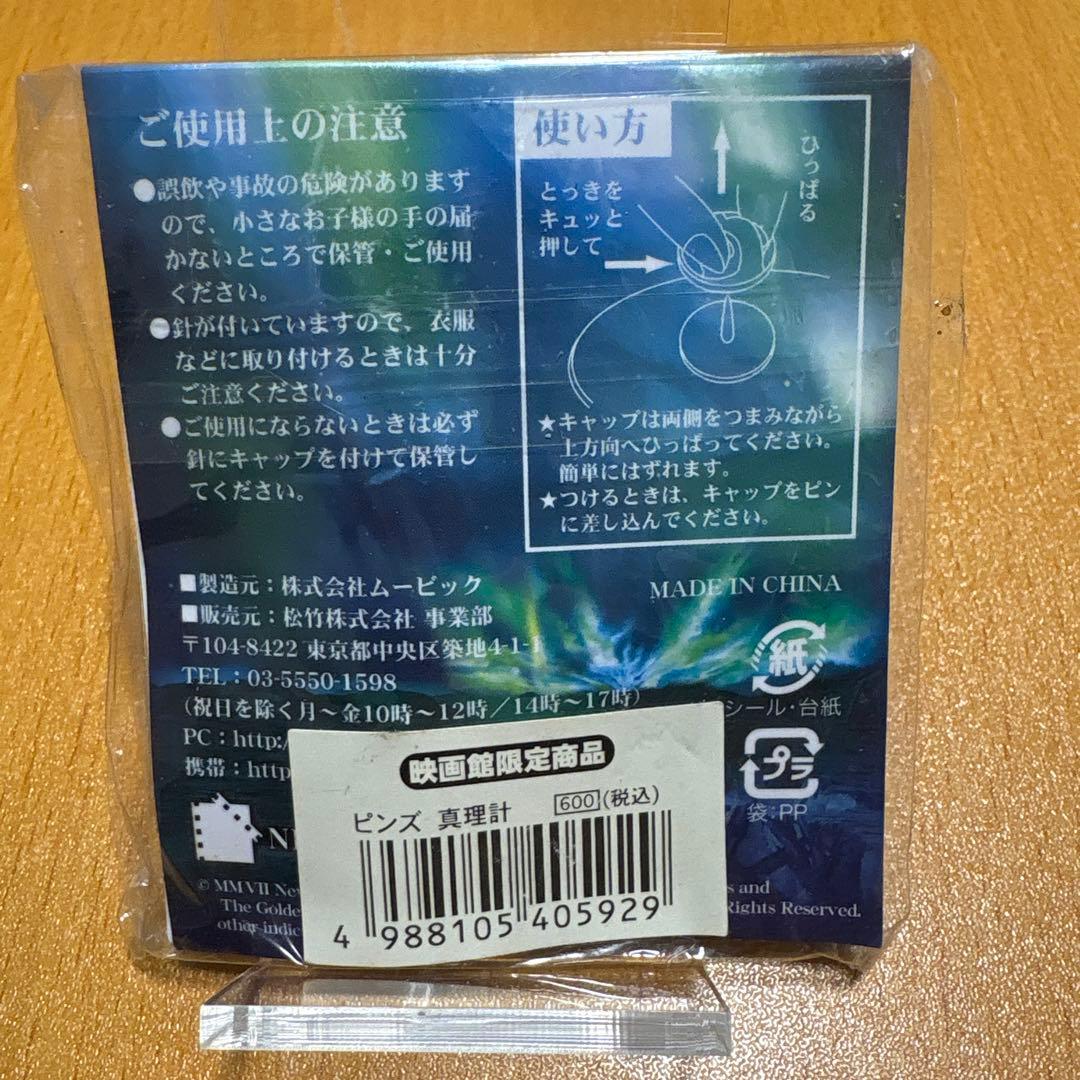 ご使用上の注意
●誤飲や事故の危険があります
ので、小さなお子様の手の届
かないところで保管・ご使用
ください。
●針が付いていますので、衣服
などに取り付けるときは十分
ご注意ください。
●ご使用にならないときは必ず
針にキャップを付けて保管し
てください。
使い方
とっきを
キュッと
押して
ひっぱる
★キャップは両側をつまみながら
上方向へひっぱってください。
簡単にはずれます。
★つけるときは、キャップをピン
に差し込んでください。
■製造元：株式会社ムービック
■販売元：松竹株式会社 事業部
〒104-8422 東京都中央区築地4-1-1
TEL：03-5550-1598
(祝日を除く月～金10時～12時／14時～17時)
PC：http:/
携帯：http
MADE IN CHINA
紙
シール・台紙
プラ
袋：PP
映画館限定商品
ピンズ 真理計 600(税込)
4 988105 405929
© MMVII New
The Golde
other indic
s and
Rights Reserved.